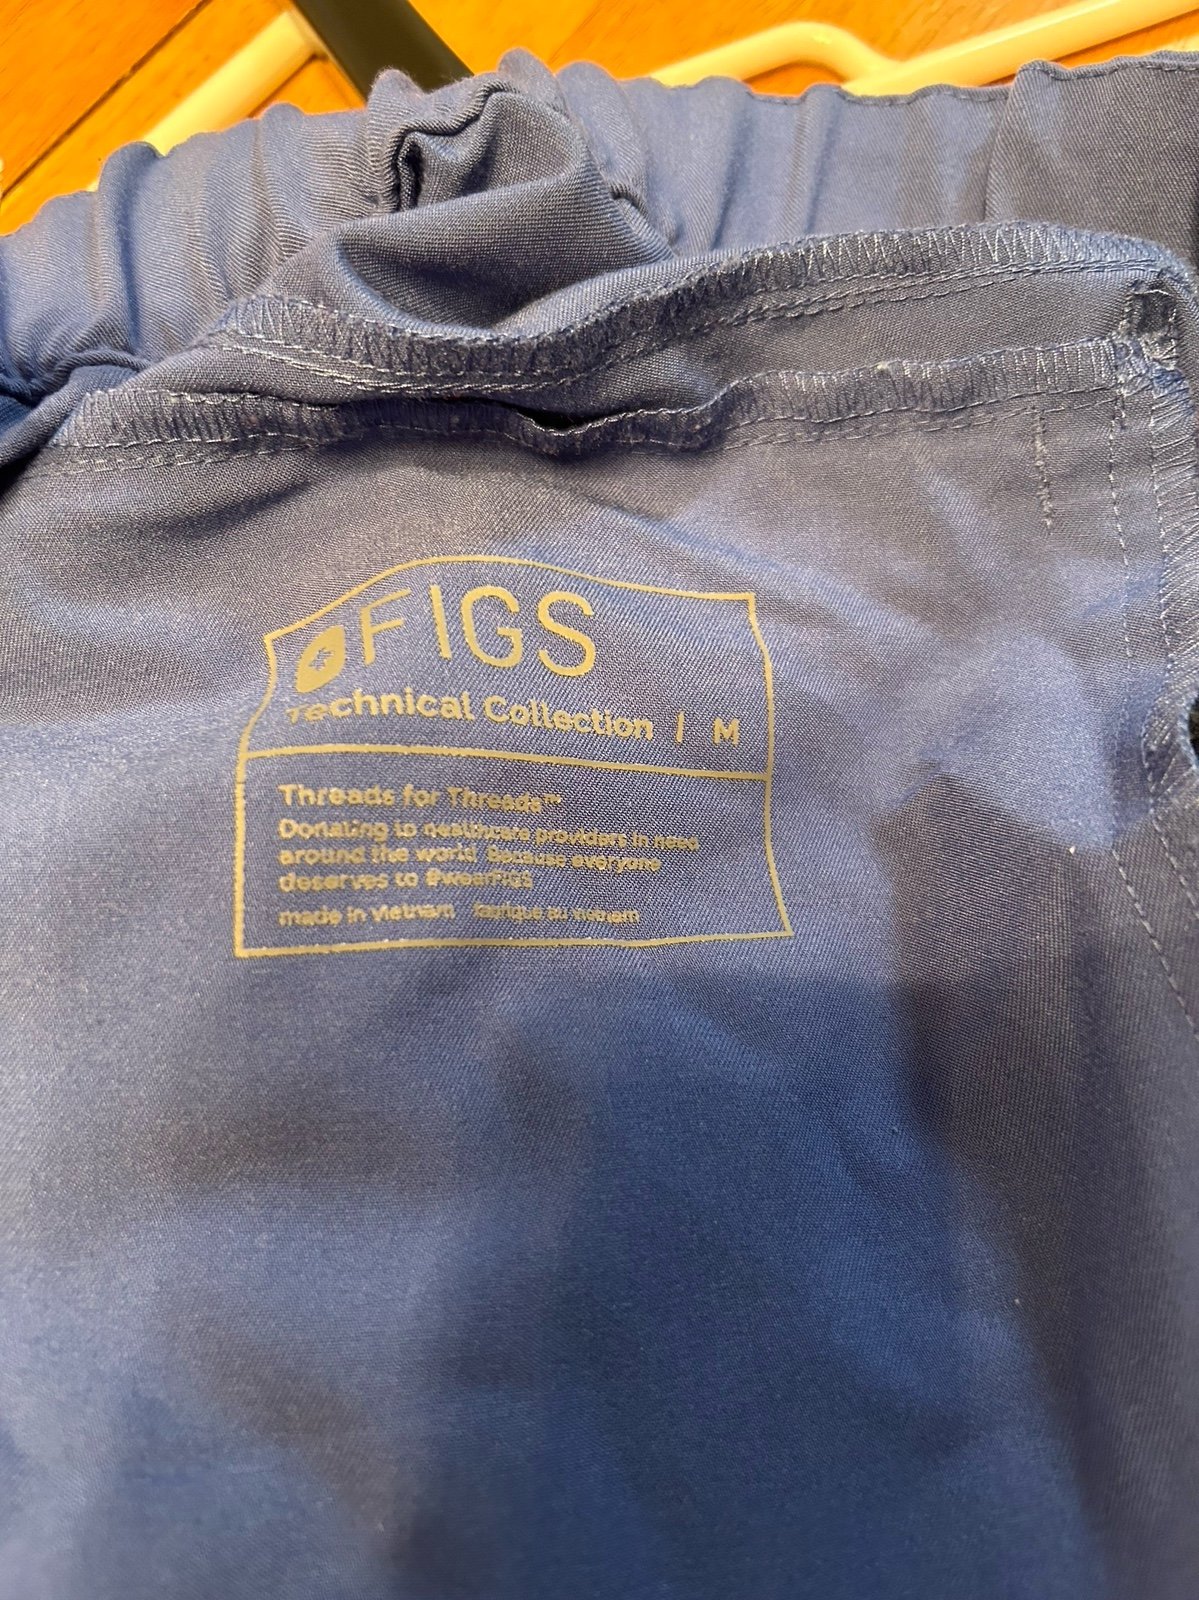 FIGS
Technical Collection | M
Threads for Threads™
Donating to healthcare providers in need
around the world. Because everyone
deserves to #wearFIGS
made in vietnam fabriqué au vietnam